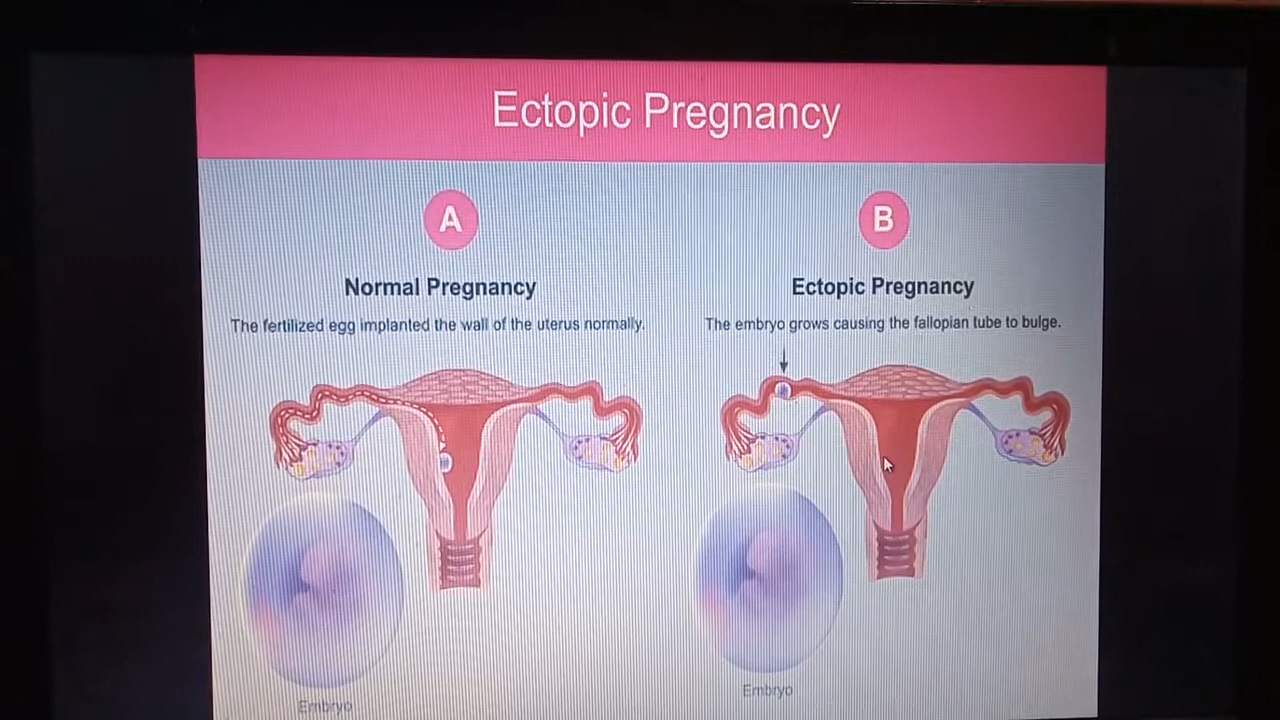 Ectopic Pregnancy
A
Normal Pregnancy
The fertilized egg implanted the wall of the uterus normally.
Embryo
B
Ectopic Pregnancy
The embryo grows causing the fallopian tube to bulge.
Embryo